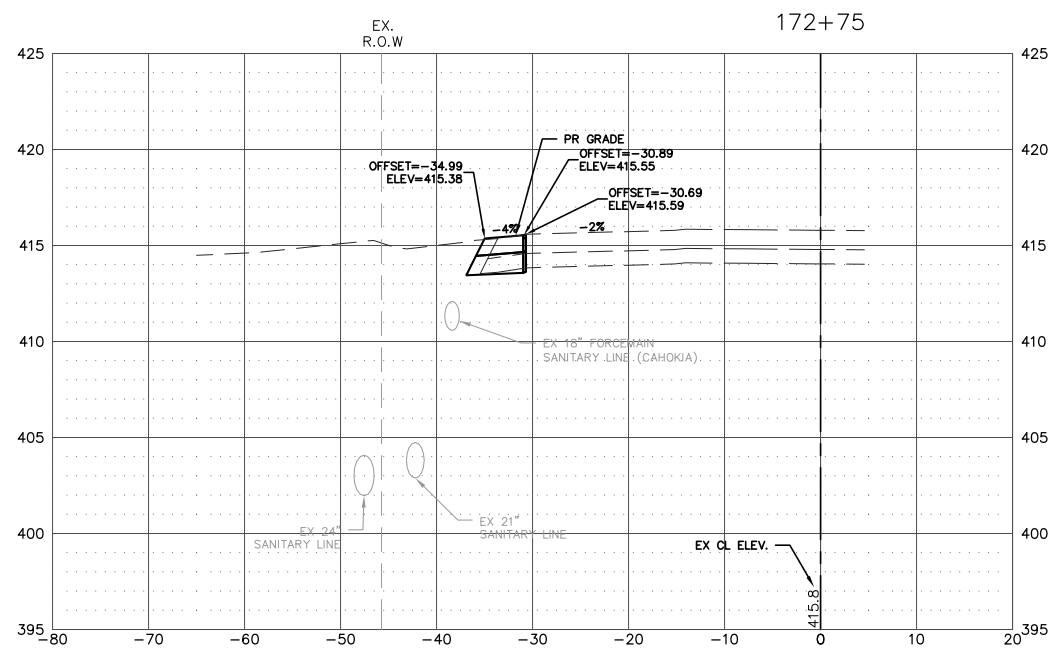 172+75
EX.
R.O.W
425
425
PR GRADE
420
420
OFFSET=-34.99
ELEV=415.38
OFFSET=-30.89
ELEV=415.55
OFFSET=-30.69
ELEV=415.59
-4%
-2%
415
415
410
410
EX 18" FORCEMAIN
SANITARY LINE (CAHOKIA)
405
405
EX 24"
SANITARY LINE
EX 21"
SANITARY LINE
400
400
EX CL ELEV.
415.8
395
395
-80
-70
-60
-50
-40
-30
-20
-10
0
10
20